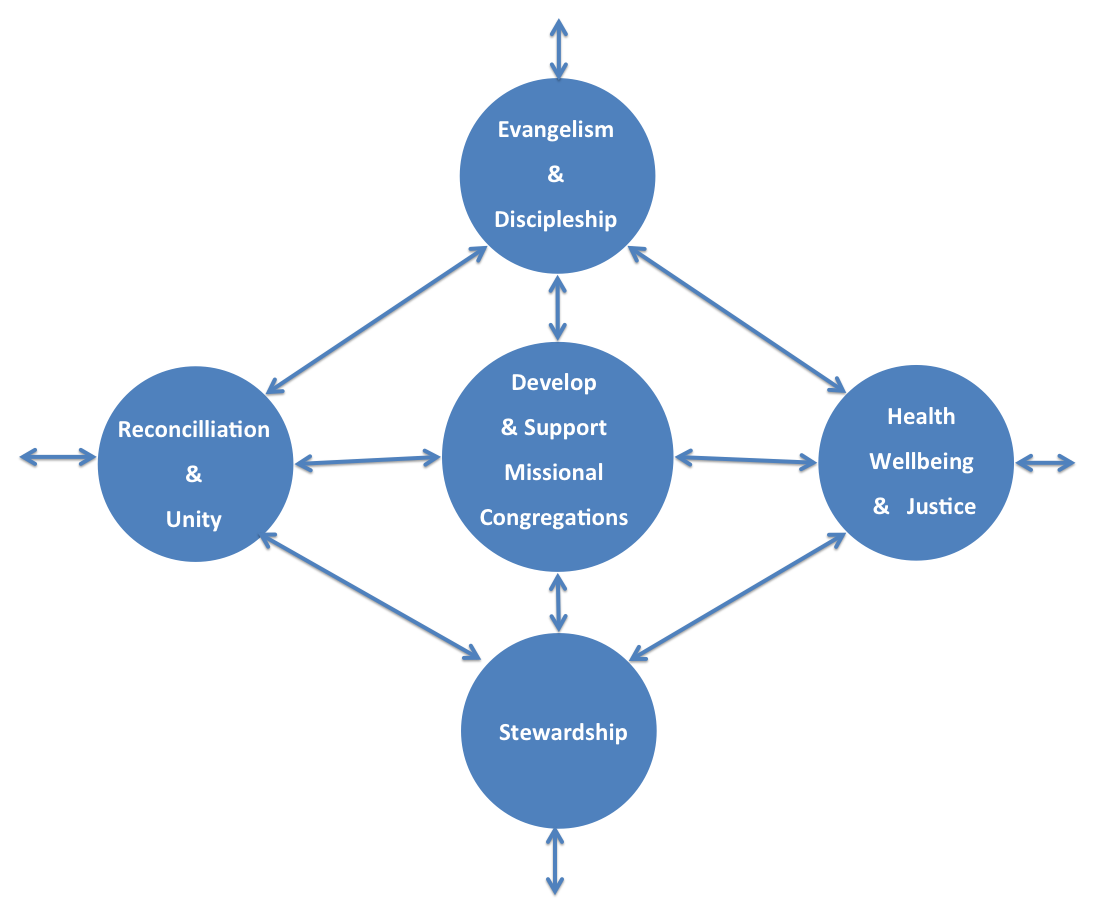 Evangelism
&
Discipleship
Reconcilliation
&
Unity
Develop
& Support
Missional
Congregations
Health
Wellbeing
& Justice
Stewardship